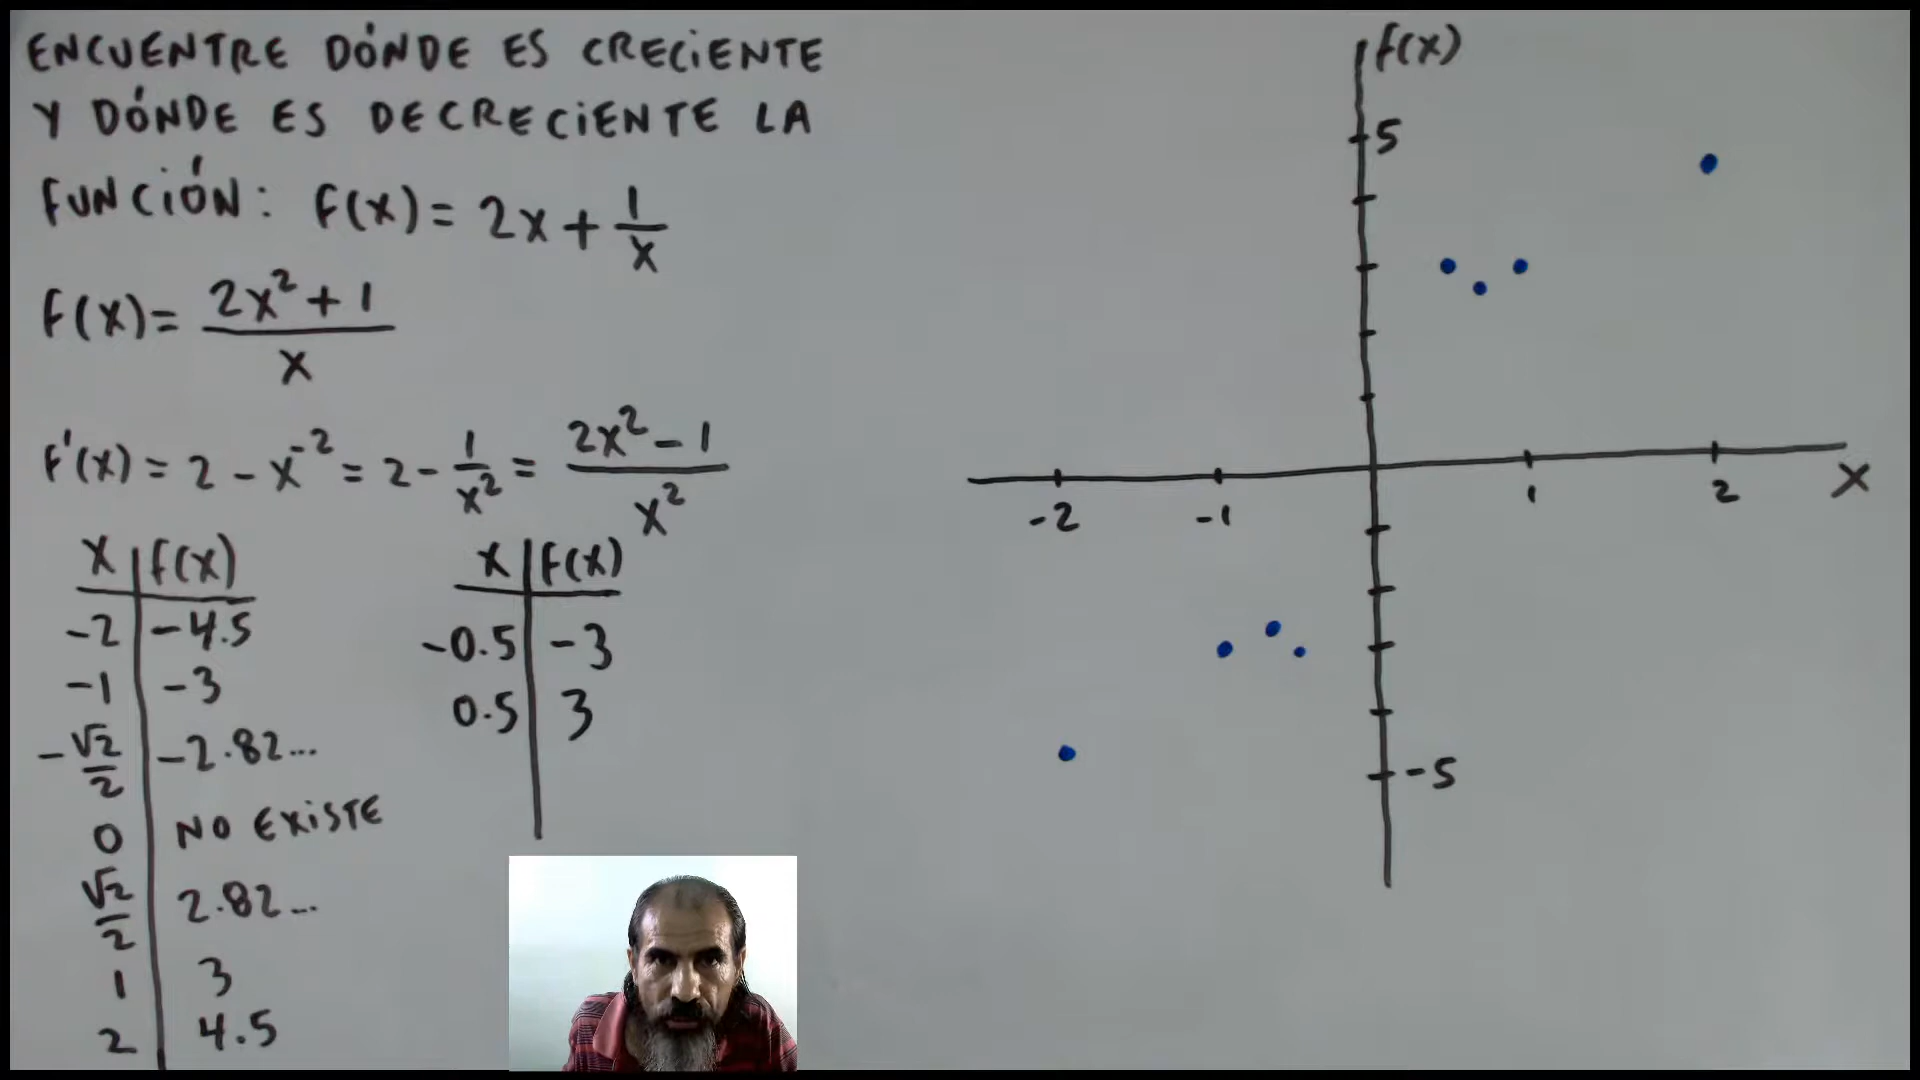 ENCUENTRE DÓNDE ES CRECIENTE
Y DÓNDE ES DECRECIENTE LA
FUNCIÓN: F(X) = 2X + 1/X
F(X) = (2X² + 1)/X
F'(X) = 2 - X⁻² = 2 - 1/X² = (2X² - 1)/X²
X | F(X)
-2 | -4.5
-1 | -3
-√2/2 | -2.82...
0 | NO EXISTE
√2/2 | 2.82...
1 | 3
2 | 4.5
X | F(X)
-0.5 | -3
0.5 | 3
F(X)
5
-2 -1 1 2 X
-5